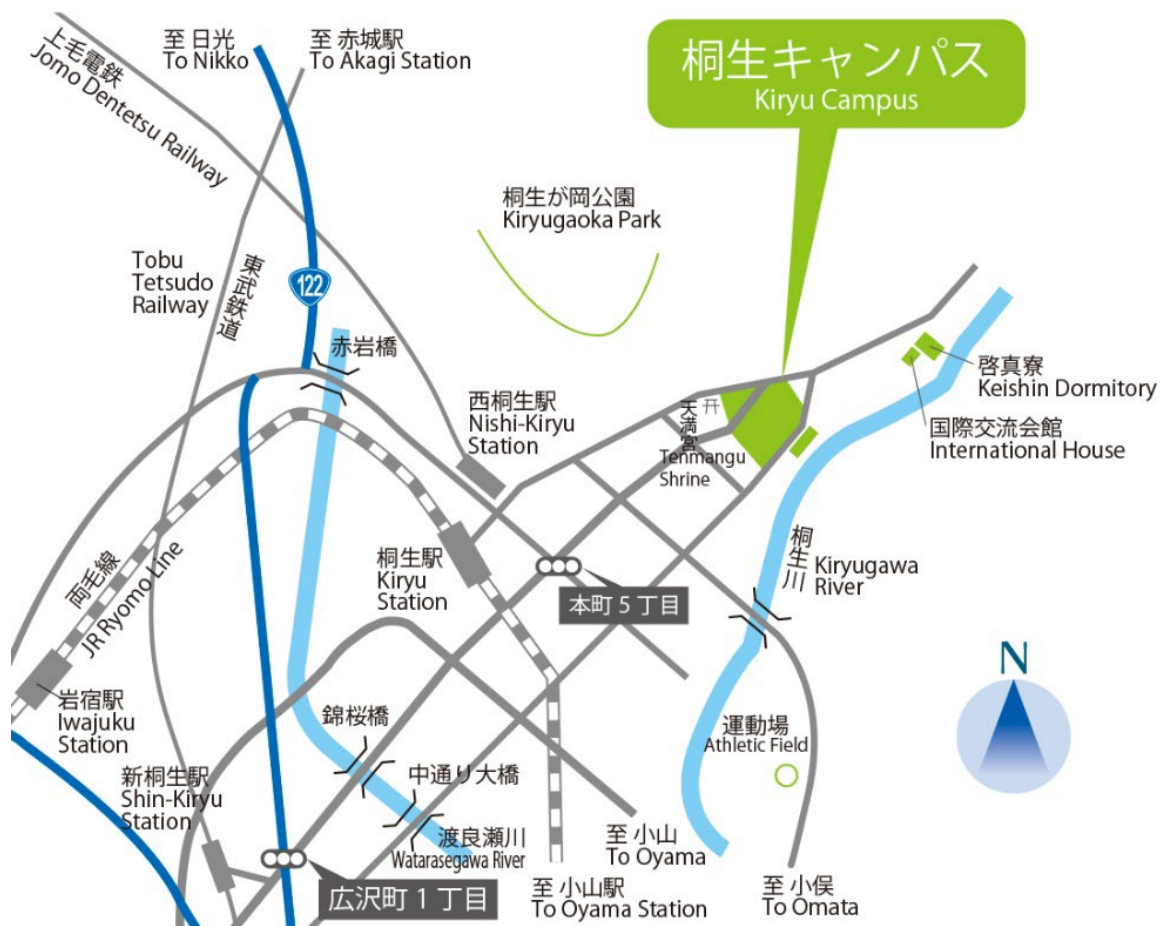 至 日光
To Nikko
至 赤城駅
To Akagi Station
上毛電鉄
Jomo Dentetsu Railway
桐生キャンパス
Kiryu Campus
桐生が岡公園
Kiryugaoka Park
Tobu
Tetsudo
Railway
東武鉄道
122
赤岩橋
西桐生駅
Nishi-Kiryu
Station
天満宮
Tenmangu
Shrine
啓真寮
Keishin Dormitory
国際交流会館
International House
両毛線
JR Ryomo Line
桐生駅
Kiryu
Station
本町 5 丁目
桐生川
Kiryugawa
River
N
岩宿駅
Iwajuku
Station
錦桜橋
運動場
Athletic Field
新桐生駅
Shin-Kiryu
Station
中通り大橋
渡良瀬川
Watarasegawa River
至 小山
To Oyama
広沢町 1 丁目
至 小山駅
To Oyama Station
至 小俣
To Omata